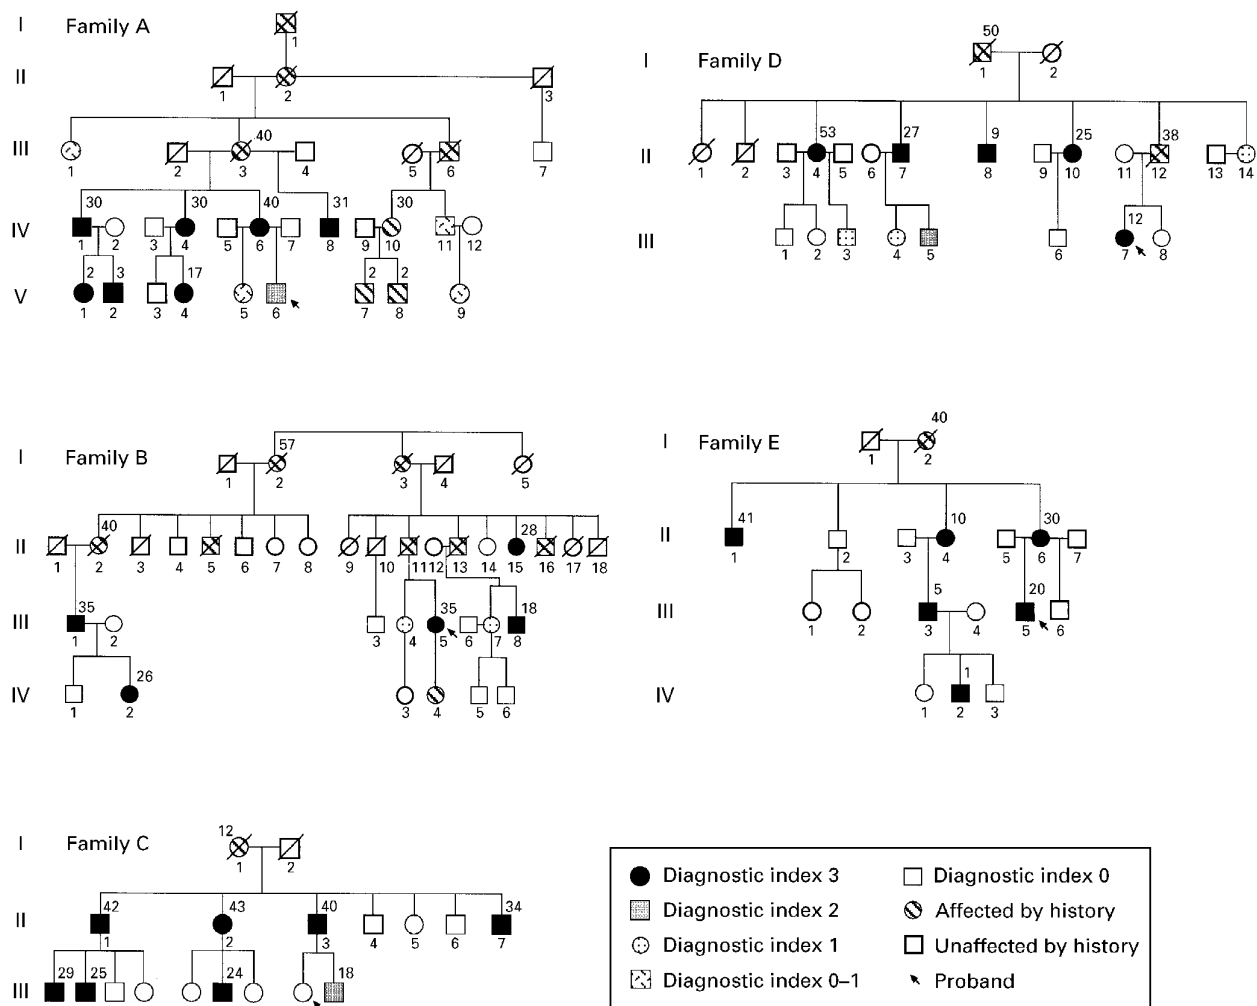 I Family A
1
II
1 2 3
40
III
1 2 3 4 5 6 7
30 30 40 31 30
IV
1 2 3 4 5 6 7 8 9 10 11 12
2 3 17 2 2
V
1 2 3 4 5 6 7 8 9
50
I Family D
1 2
53 27 9 25 38
II
1 2 3 4 5 6 7 8 9 10 11 12 13 14
12
III
1 2 3 4 5 6 7 8
57
I Family B
1 2 3 4 5
40 28
II
1 2 3 4 5 6 7 8 9 10 11 12 13 14 15 16 17 18
35 35 18
III
1 2 3 4 5 6 7 8
26
IV
1 2 3 4 5 6
40
I Family E
1 2
41 10 30
II
1 2 3 4 5 6 7
5 20
III
1 2 3 4 5 6
1
IV
1 2 3
12
I Family C
1 2
42 43 40 34
II
1 2 3 4 5 6 7
29 25 24 18
III
Diagnostic index 3
Diagnostic index 2
Diagnostic index 1
Diagnostic index 0–1
Diagnostic index 0
Affected by history
Unaffected by history
Proband